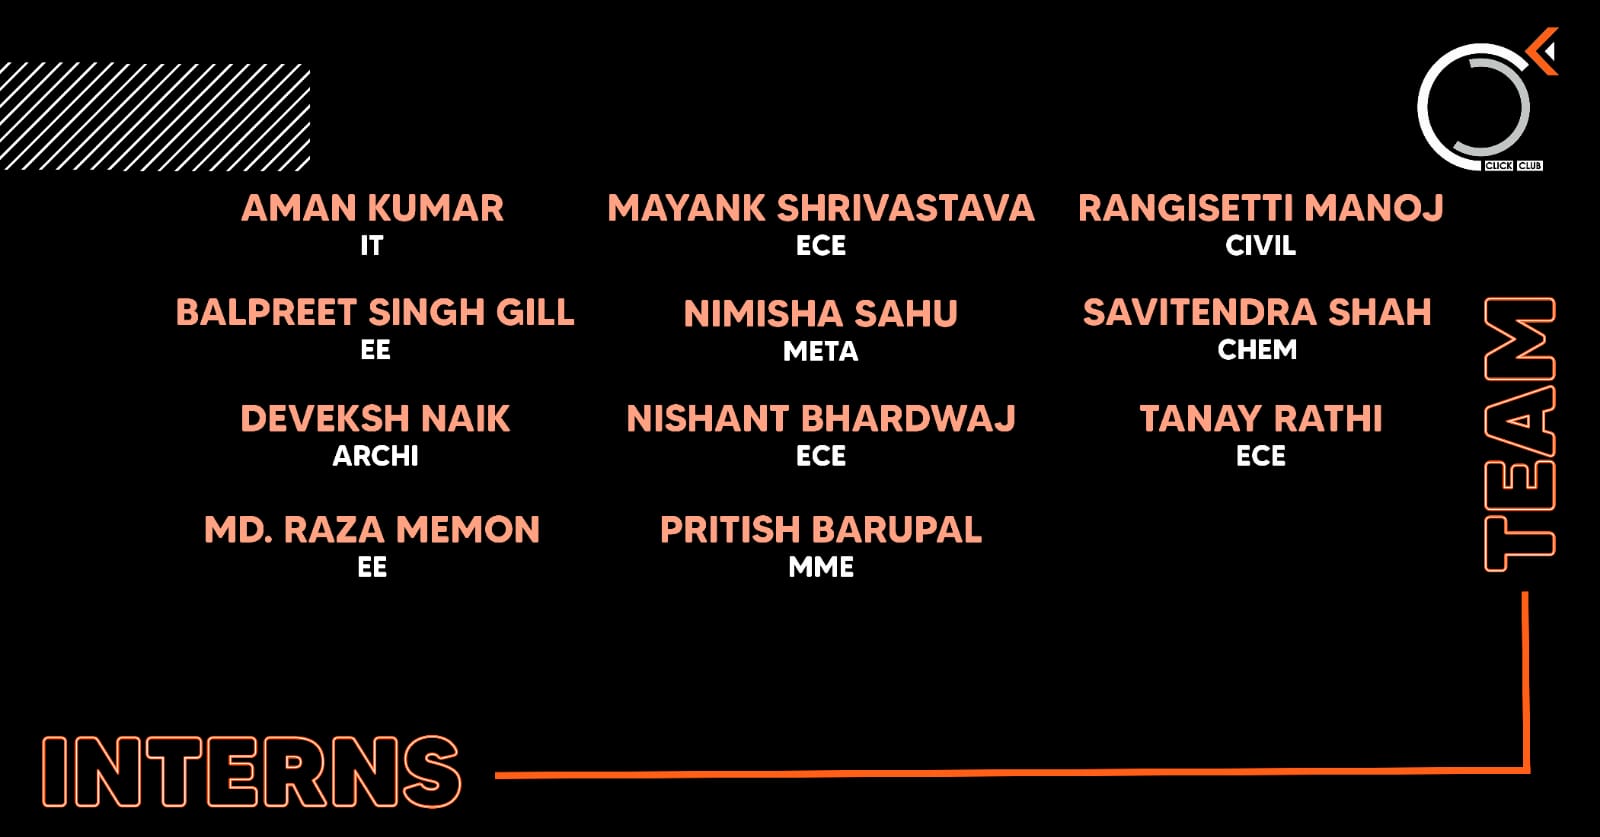 CLICK CLUB
AMAN KUMAR
IT
MAYANK SHRIVASTAVA
ECE
RANGISETTI MANOJ
CIVIL
BALPREET SINGH GILL
EE
NIMISHA SAHU
META
SAVITENDRA SHAH
CHEM
DEVEKSH NAIK
ARCHI
NISHANT BHARDWAJ
ECE
TANAY RATHI
ECE
MD. RAZA MEMON
EE
PRITISH BARUPAL
MME
TEAM
INTERNS